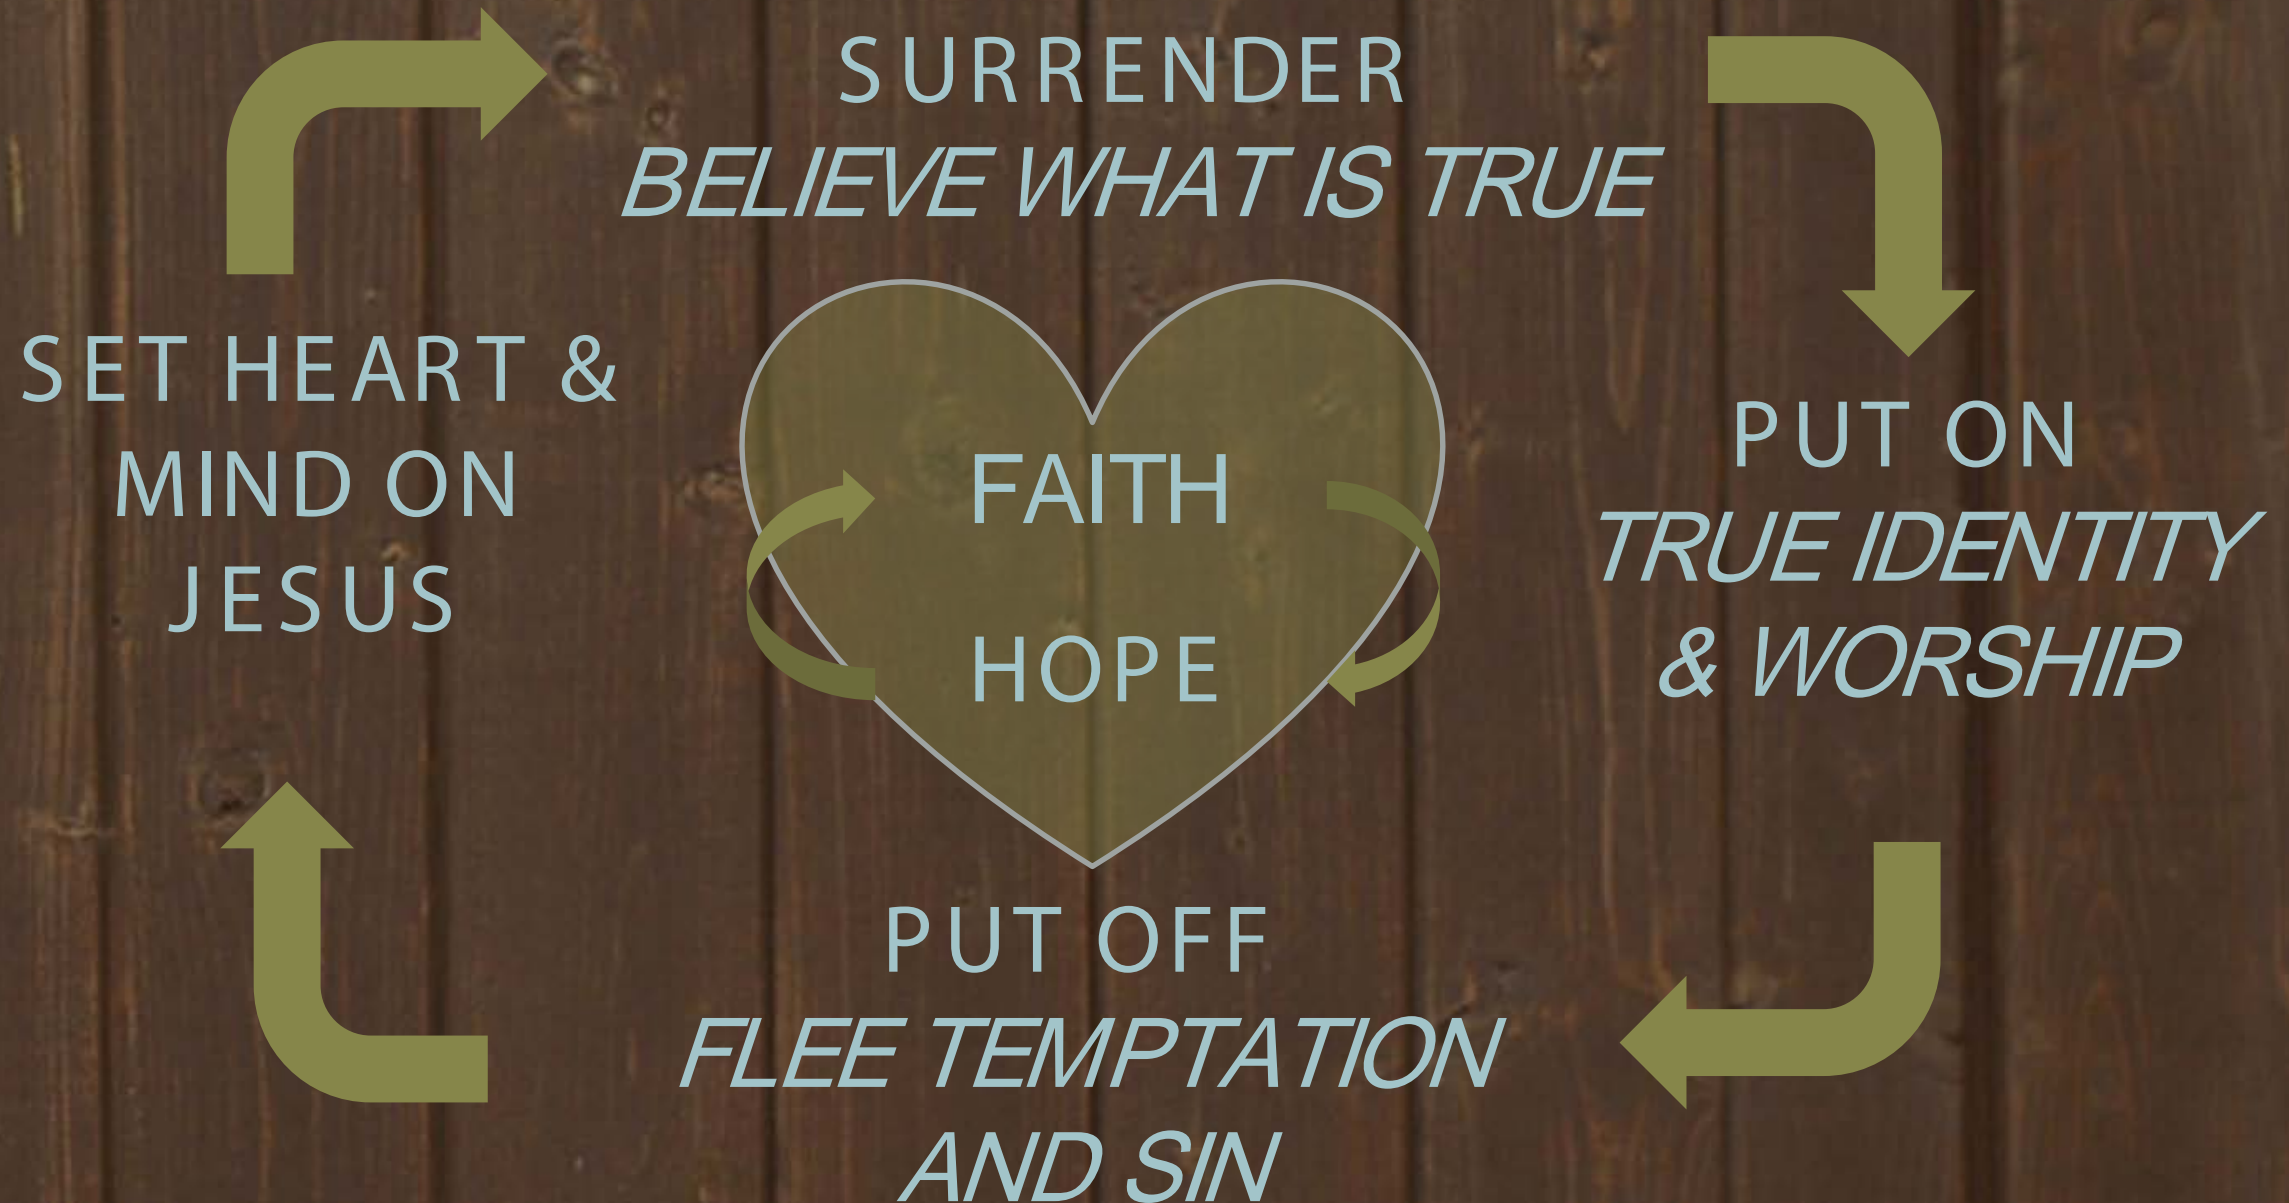 SURRENDER
BELIEVE WHAT IS TRUE
SET HEART &
MIND ON
JESUS
FAITH
HOPE
PUT ON
TRUE IDENTITY
& WORSHIP
PUT OFF
FLEE TEMPTATION
AND SIN